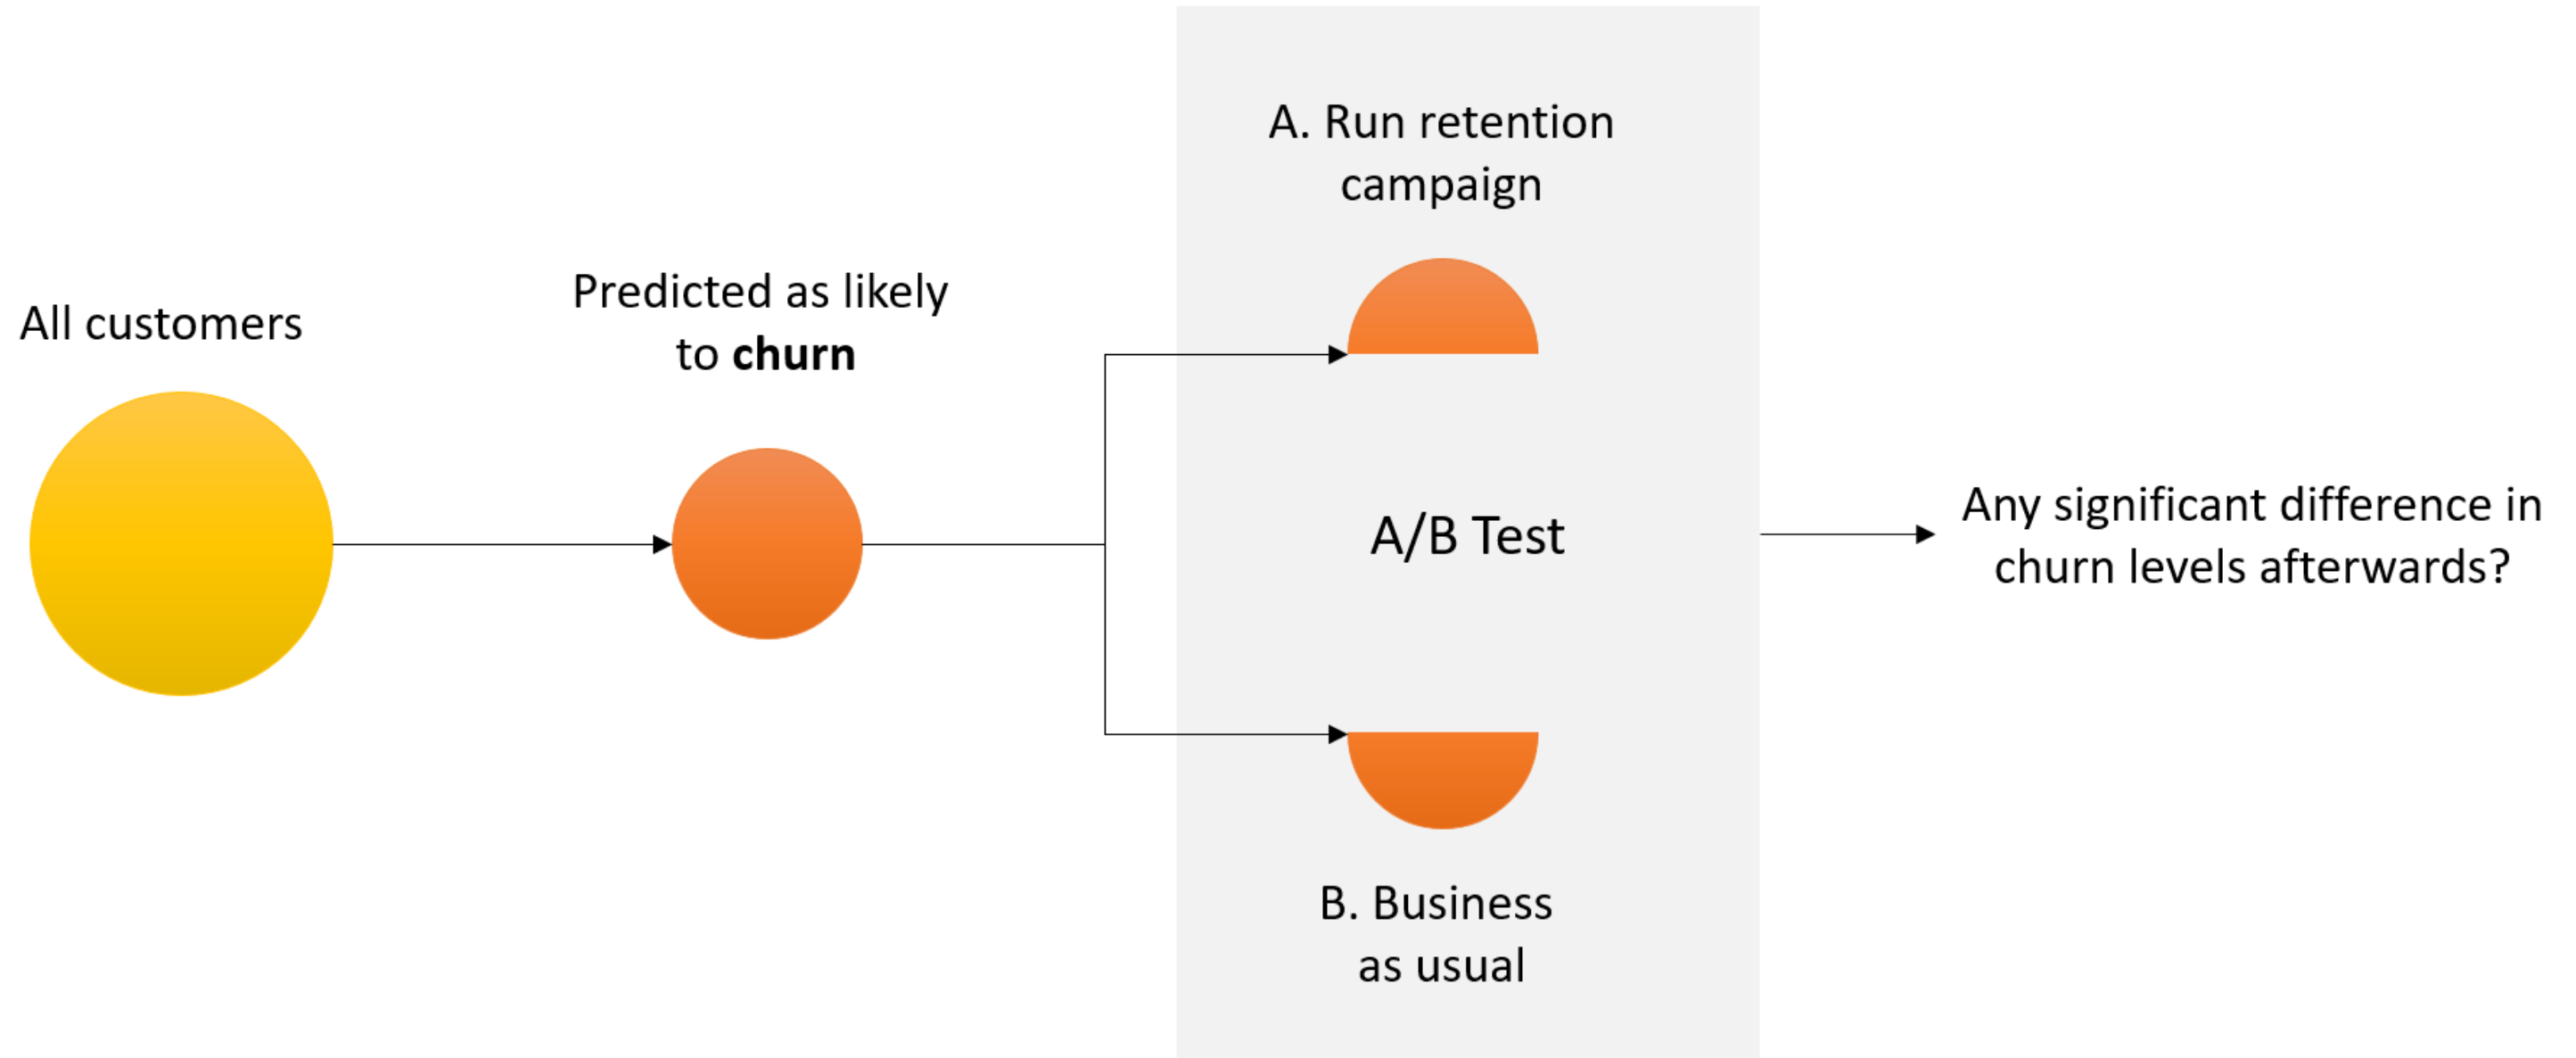 All customers
Predicted as likely
to churn
A. Run retention
campaign
A/B Test
B. Business
as usual
Any significant difference in
churn levels afterwards?